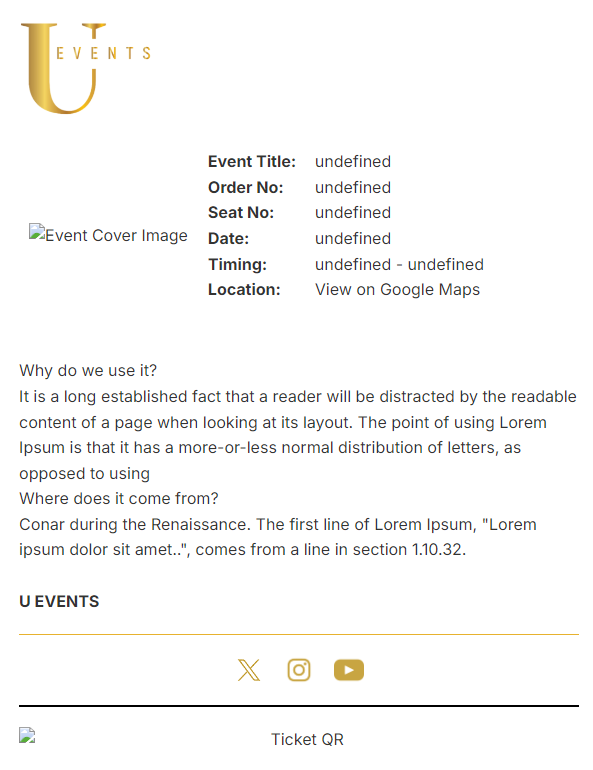 U EVENTS
Event Title: undefined
Order No: undefined
Seat No: undefined
Event Cover Image
Date: undefined
Timing: undefined - undefined
Location: View on Google Maps
Why do we use it?
It is a long established fact that a reader will be distracted by the readable
content of a page when looking at its layout. The point of using Lorem
Ipsum is that it has a more-or-less normal distribution of letters, as
opposed to using
Where does it come from?
Conar during the Renaissance. The first line of Lorem Ipsum, "Lorem
ipsum dolor sit amet..", comes from a line in section 1.10.32.
U EVENTS
Ticket QR